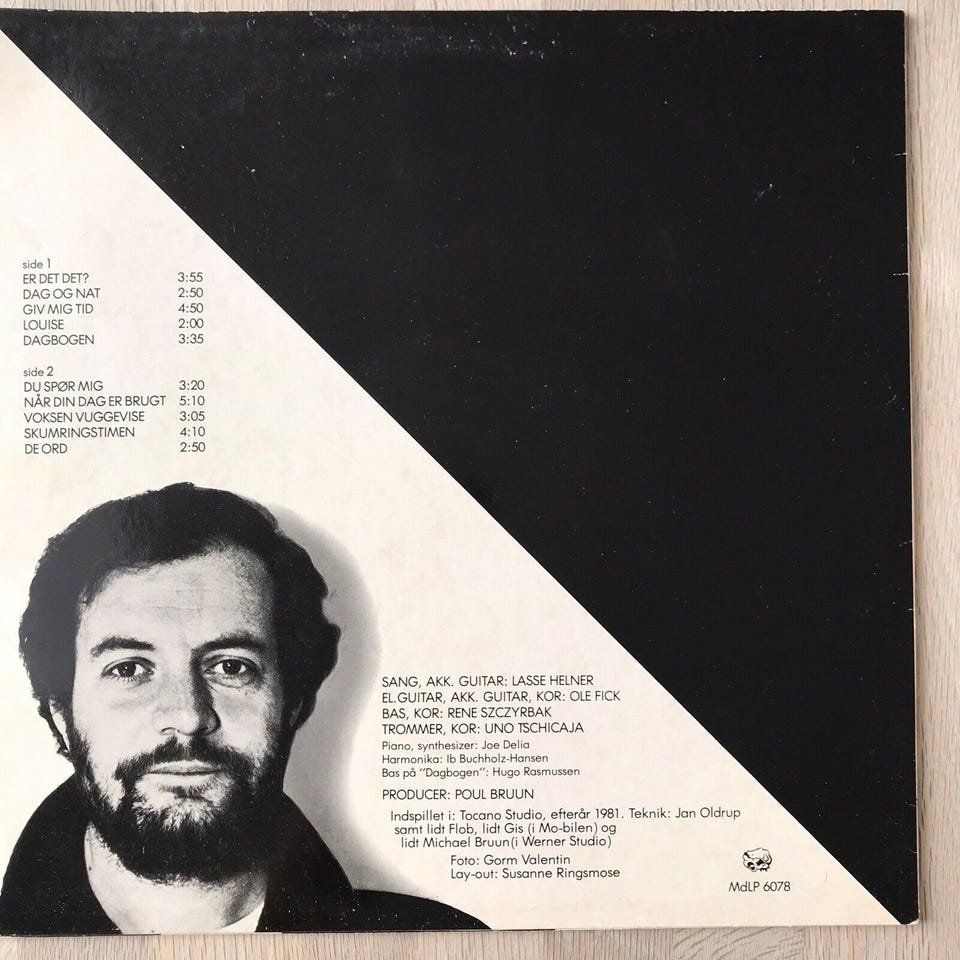 side 1
ER DET DET? 3:55
DAG OG NAT 2:50
GIV MIG TID 4:50
LOUISE 2:00
DAGBOGEN 3:35
side 2
DU SPØR MIG 3:20
NÅR DIN DAG ER BRUGT 5:10
VOKSEN VUGGEVISE 3:05
SKUMRINGSTIMEN 4:10
DE ORD 2:50
SANG, AKK. GUITAR: LASSE HELNER
EL.GUITAR, AKK. GUITAR, KOR: OLE FICK
BAS, KOR: RENE SZCZYRBAK
TROMMER, KOR: UNO TSCHICAJA
Piano, synthesizer: Joe Delia
Harmonika: Ib Buchholz-Hansen
Bas på "Dagbogen": Hugo Rasmussen
PRODUCER: POUL BRUUN
Indspillet i: Tocano Studio, efterår 1981. Teknik: Jan Oldrup
samt lidt Flob, lidt Gis (i Mo-bilen) og
lidt Michael Bruun (i Werner Studio)
Foto: Gorm Valentin
Lay-out: Susanne Ringsmose
MdLP 6078